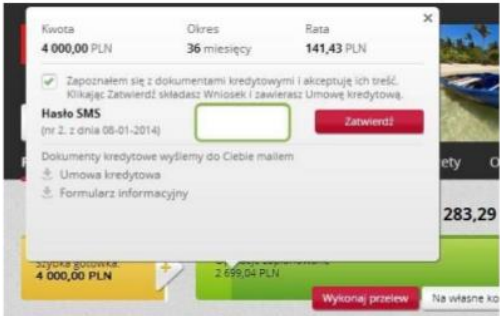 Kwota Okres Rata
4 000,00 PLN 36 miesięcy 141,43 PLN
Zapoznałem się z dokumentami kredytowymi i akceptuję ich treść.
Klikając Zatwierdź składasz Wniosek i zawierasz Umowę kredytową.
Hasło SMS
(nr 2. z dnia 08-01-2014)
Zatwierdź
Dokumenty kredytowe wyślemy do Ciebie mailem
Umowa kredytowa
Formularz informacyjny
ety O
283,29
Szybka gotówka:
4 000,00 PLN
2 699,04 PLN
Wykonaj przelew
Na własne ko